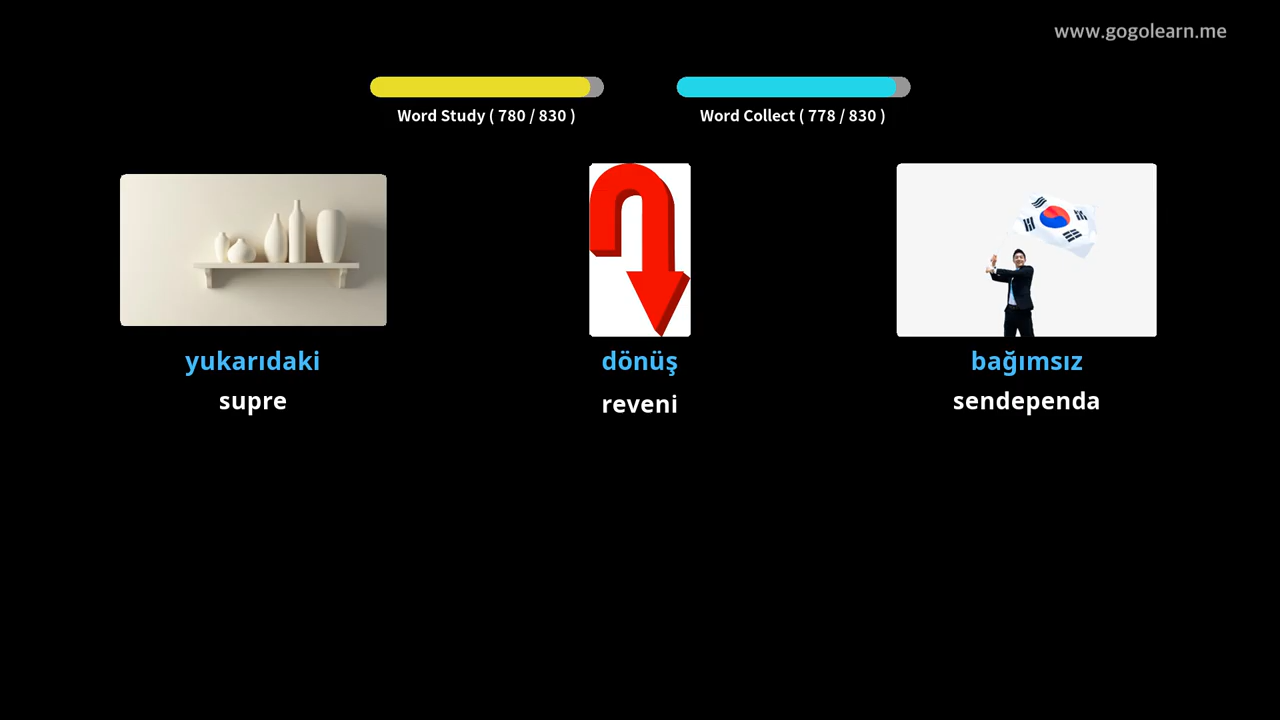 www.gogolearn.me
Word Study ( 780 / 830 )
Word Collect ( 778 / 830 )
yukarıdaki
dönüş
bağımsız
supre
reveni
sendependa